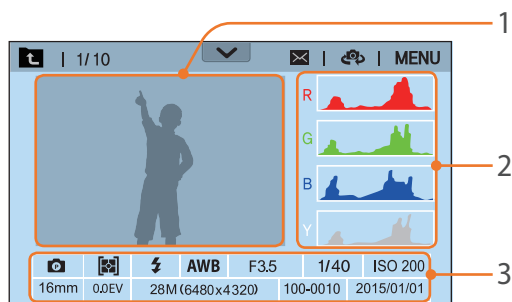 1
1/10 MENU
R
G
2
B
Y
AWB F3.5 1/40 ISO 200
3
16mm 0.0EV 28M (6480x4320) 100-0010 2015/01/01